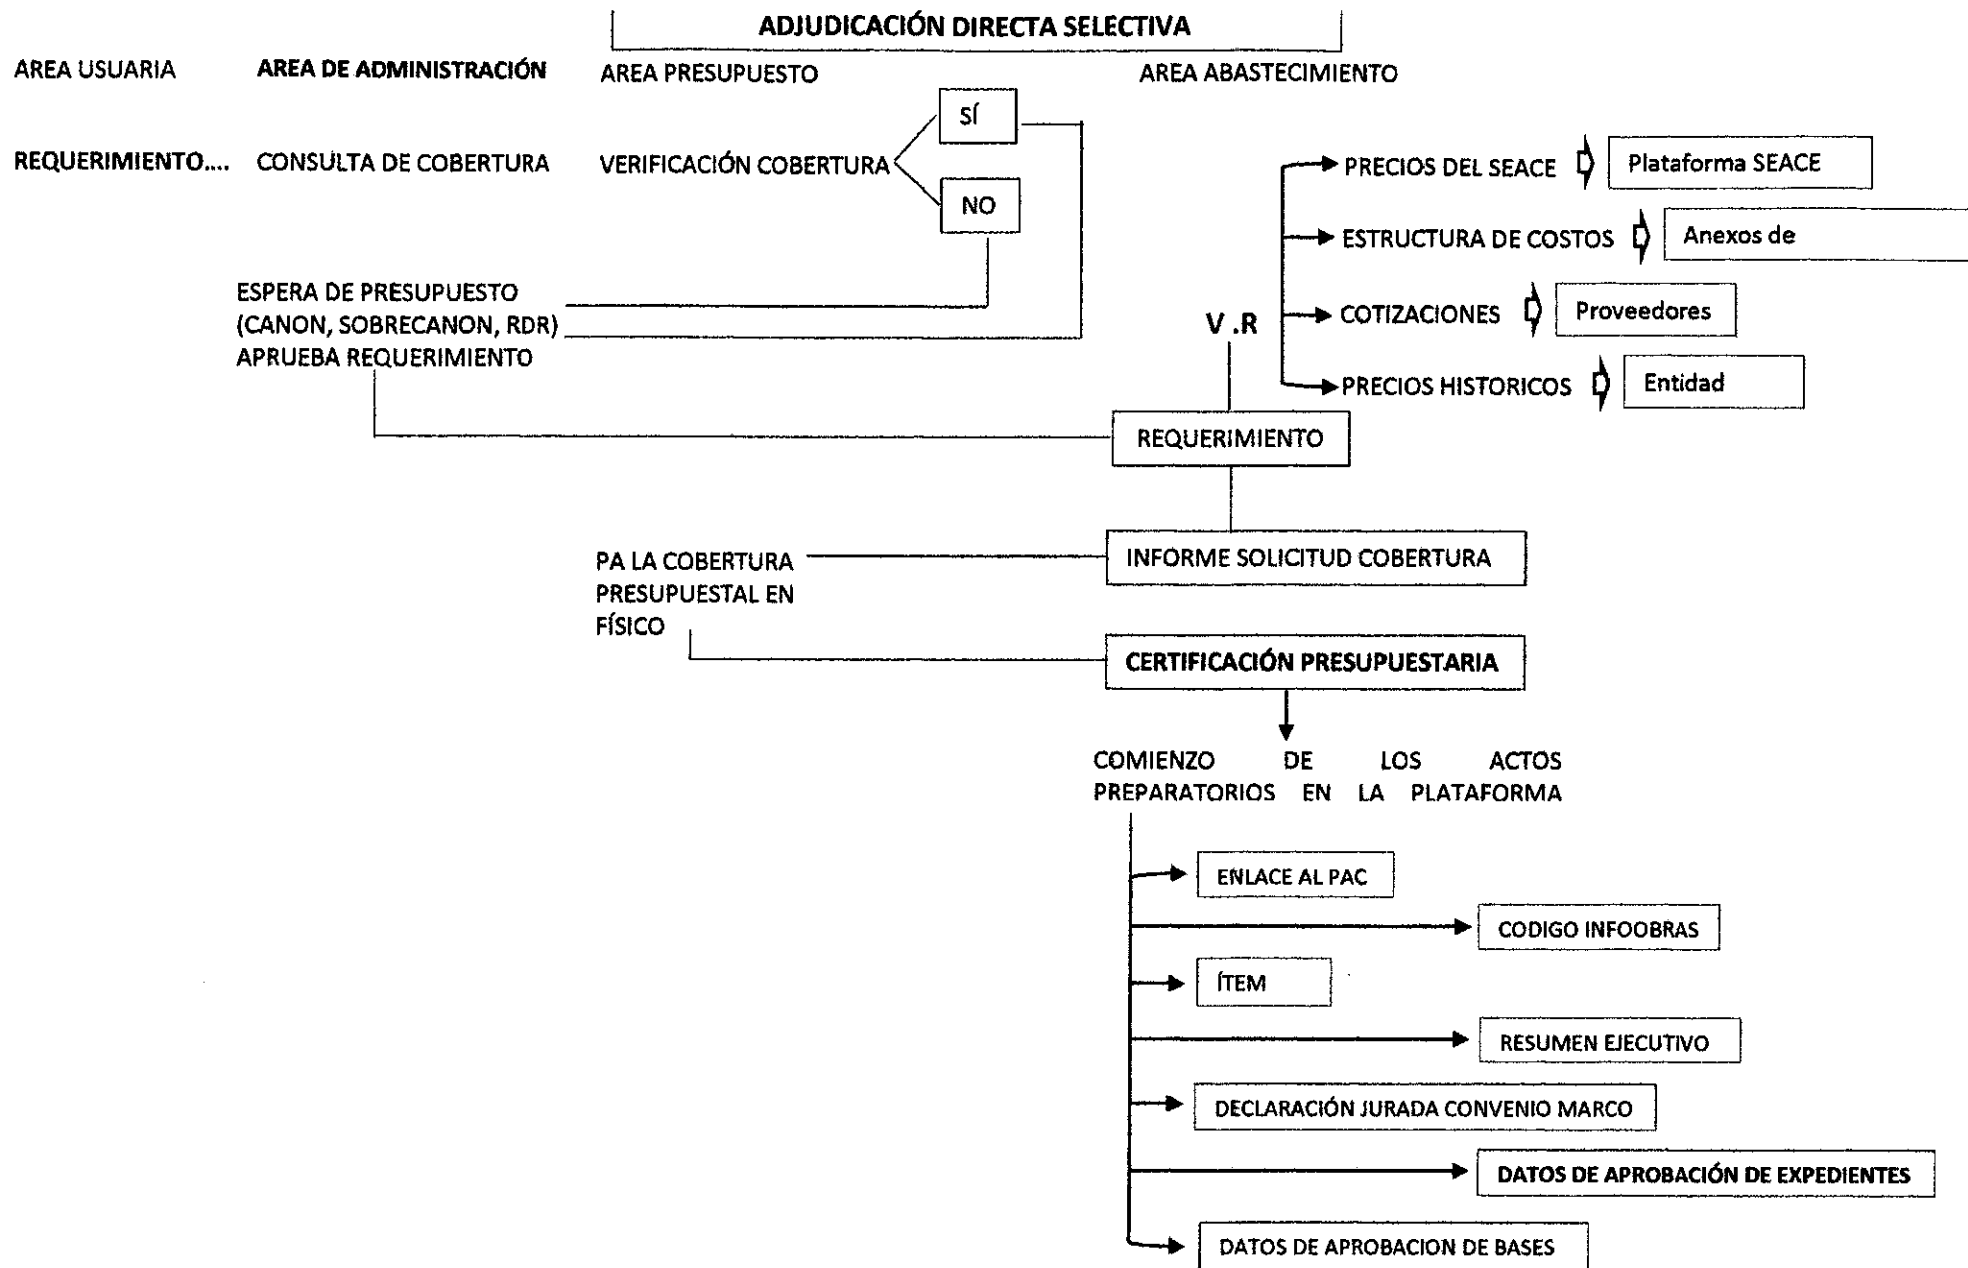 ADJUDICACIÓN DIRECTA SELECTIVA
AREA USUARIA
AREA DE ADMINISTRACIÓN
AREA PRESUPUESTO
AREA ABASTECIMIENTO
SÍ
REQUERIMIENTO....
CONSULTA DE COBERTURA
VERIFICACIÓN COBERTURA
NO
PRECIOS DEL SEACE
Plataforma SEACE
ESTRUCTURA DE COSTOS
Anexos de
COTIZACIONES
Proveedores
PRECIOS HISTORICOS
Entidad
V .R
ESPERA DE PRESUPUESTO
(CANON, SOBRECANON, RDR)
APRUEBA REQUERIMIENTO
REQUERIMIENTO
INFORME SOLICITUD COBERTURA
PA LA COBERTURA
PRESUPUESTAL EN
FÍSICO
CERTIFICACIÓN PRESUPUESTARIA
COMIENZO DE LOS ACTOS
PREPARATORIOS EN LA PLATAFORMA
ENLACE AL PAC
CODIGO INFOOBRAS
ÍTEM
RESUMEN EJECUTIVO
DECLARACIÓN JURADA CONVENIO MARCO
DATOS DE APROBACIÓN DE EXPEDIENTES
DATOS DE APROBACION DE BASES